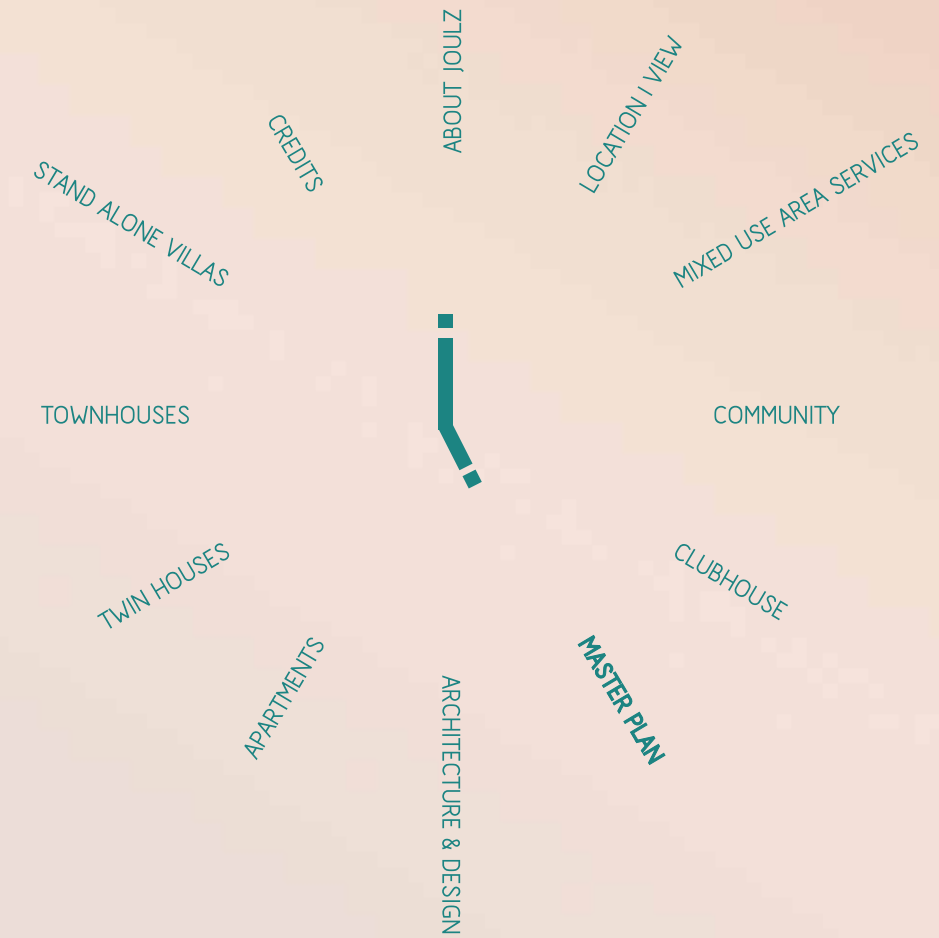 ABOUT JOULZ
LOCATION | VIEW
MIXED USE AREA SERVICES
COMMUNITY
CLUBHOUSE
MASTER PLAN
ARCHITECTURE & DESIGN
APARTMENTS
TWIN HOUSES
TOWNHOUSES
STAND ALONE VILLAS
CREDITS